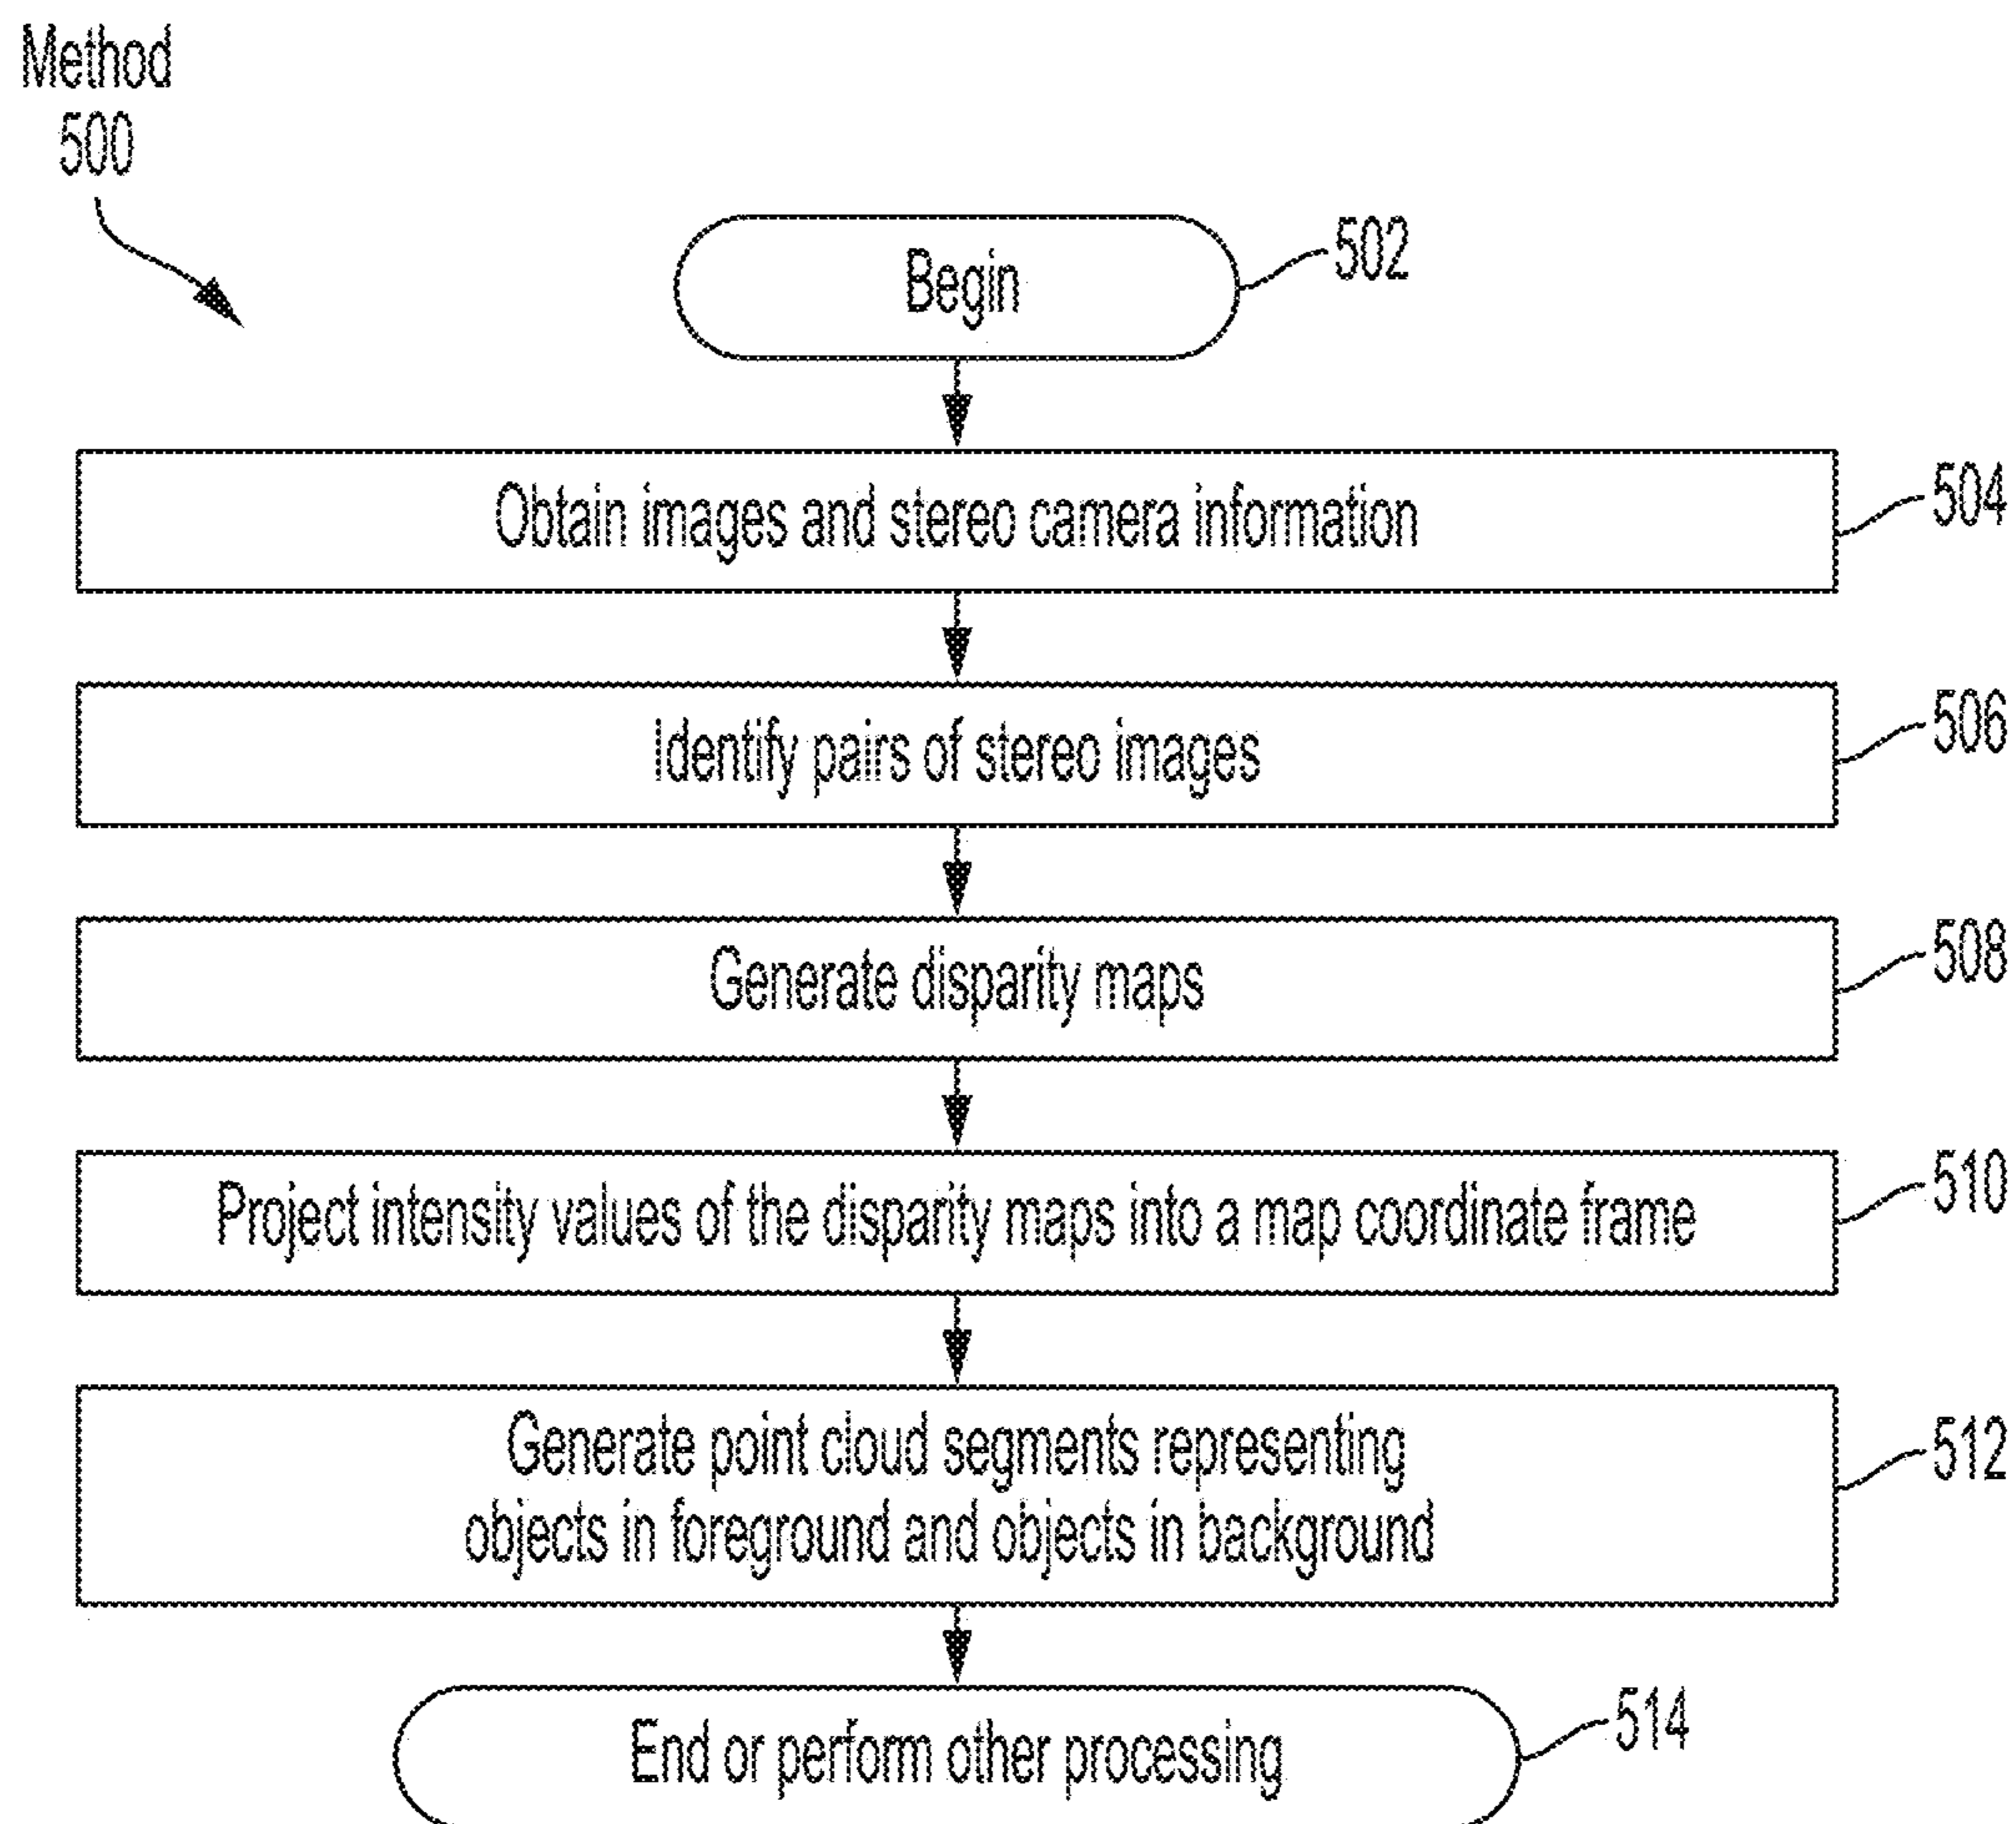 Method
500
Begin
502
Obtain images and stereo camera information
504
Identify pairs of stereo images
506
Generate disparity maps
508
Project intensity values of the disparity maps into a map coordinate frame
510
Generate point cloud segments representing
objects in foreground and objects in background
512
End or perform other processing
514